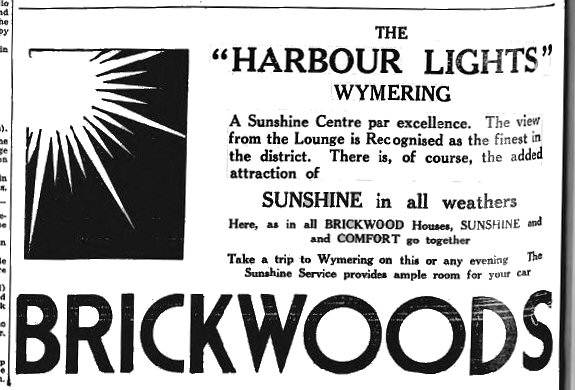 THE
"HARBOUR LIGHTS"
WYMERING
A Sunshine Centre par excellence. The view
from the Lounge is Recognised as the finest in
the district. There is, of course, the added
attraction of
SUNSHINE in all weathers
Here, as in all BRICKWOOD Houses, SUNSHINE and
and COMFORT go together
Take a trip to Wymering on this or any evening The
Sunshine Service provides ample room for your car
BRICKWOODS